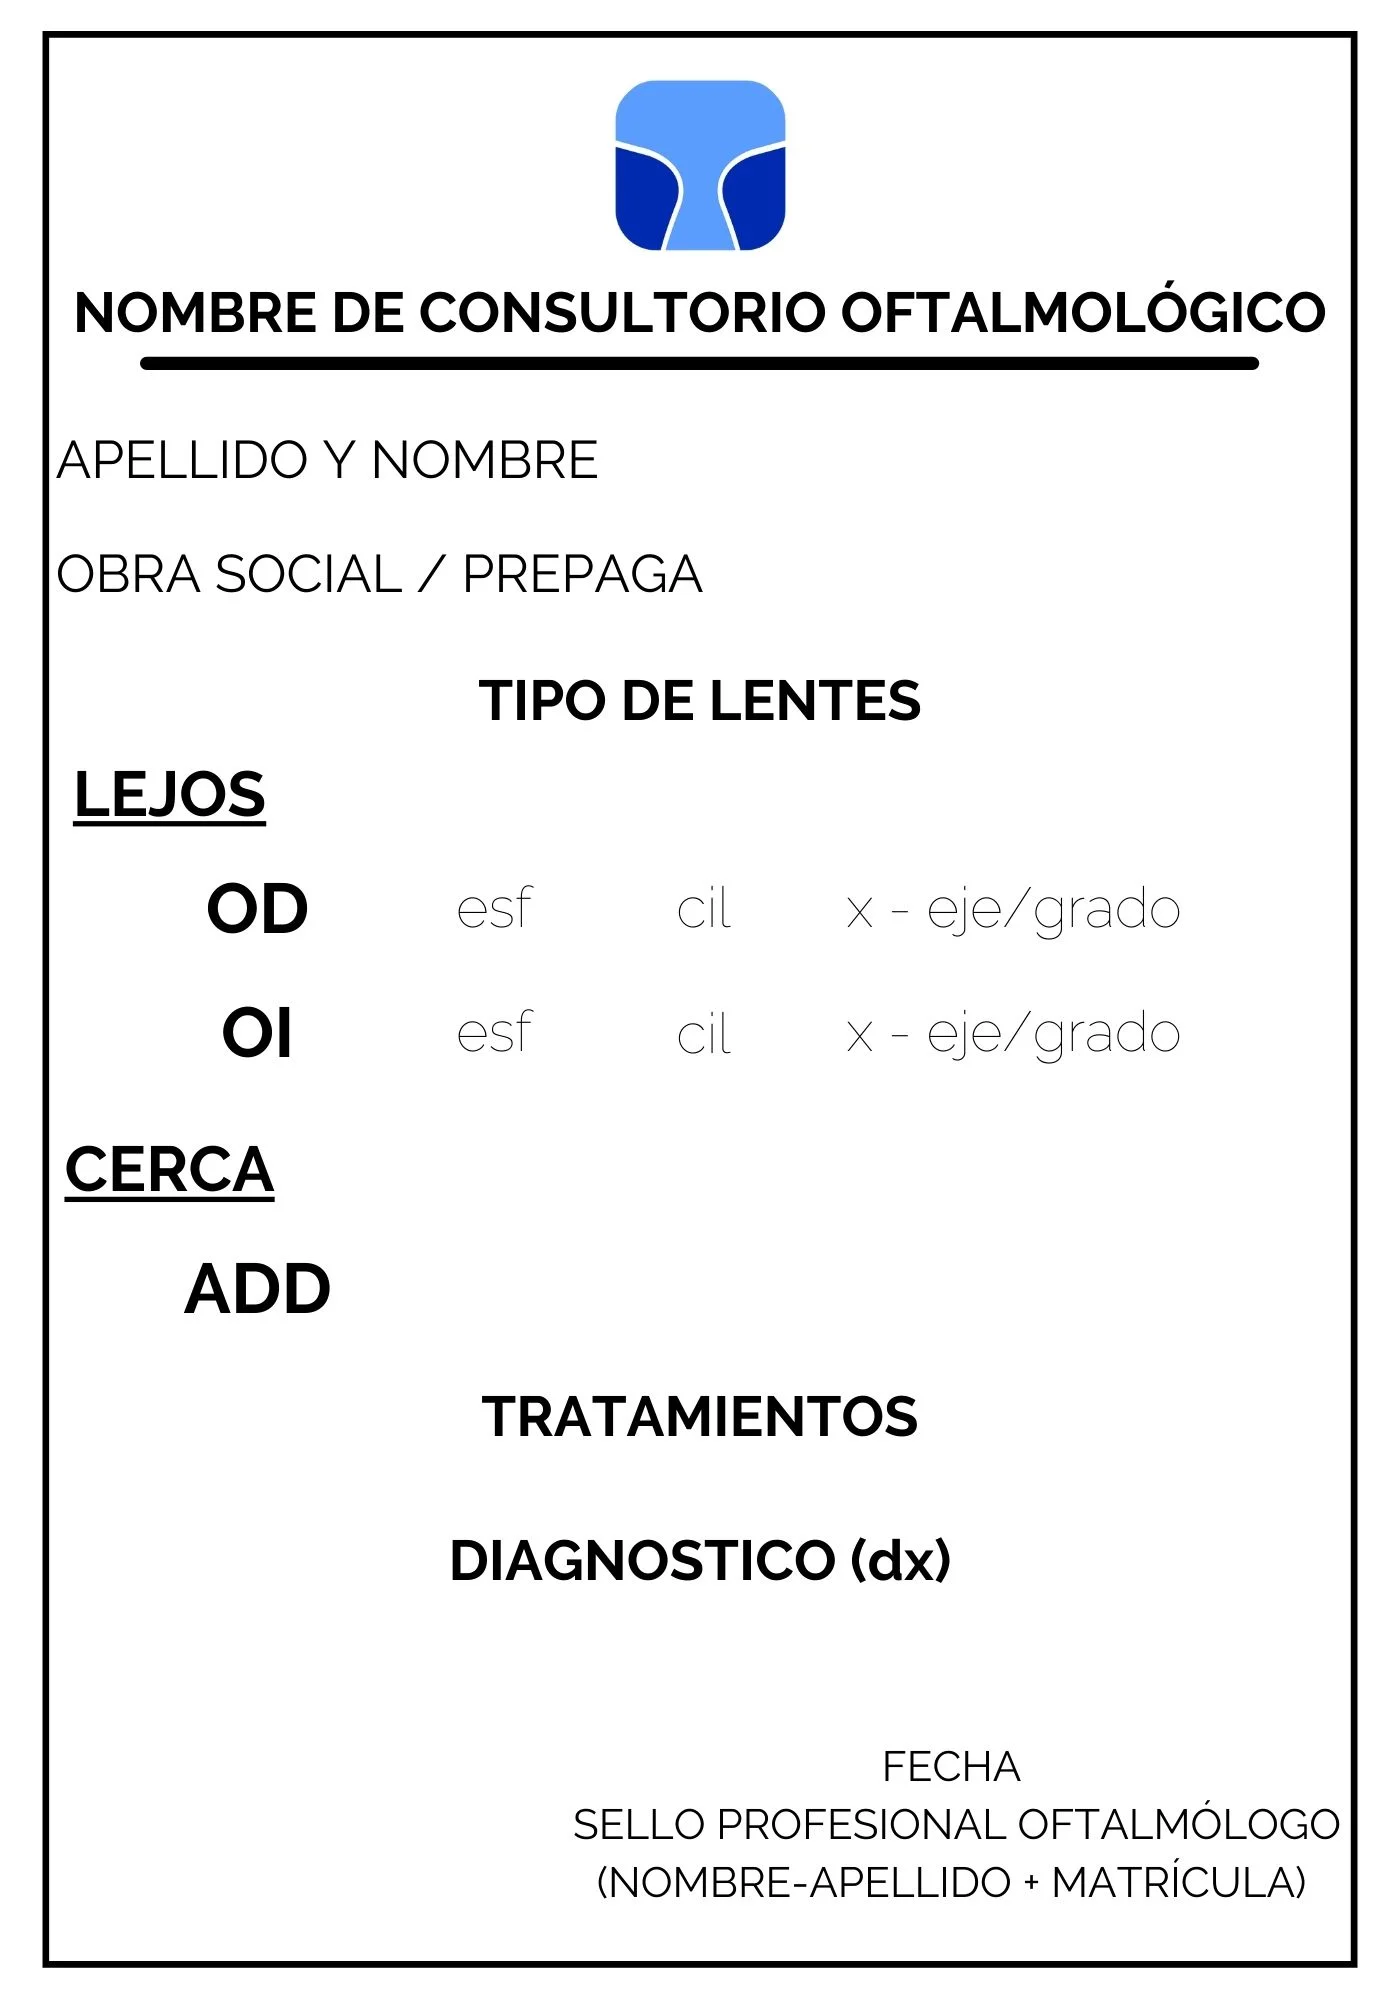 NOMBRE DE CONSULTORIO OFTALMOLÓGICO
APELLIDO Y NOMBRE
OBRA SOCIAL / PREPAGA
TIPO DE LENTES
LEJOS
OD esf cil x - eje/grado
OI esf cil x - eje/grado
CERCA
ADD
TRATAMIENTOS
DIAGNOSTICO (dx)
FECHA
SELLO PROFESIONAL OFTALMÓLOGO
(NOMBRE-APELLIDO + MATRÍCULA)